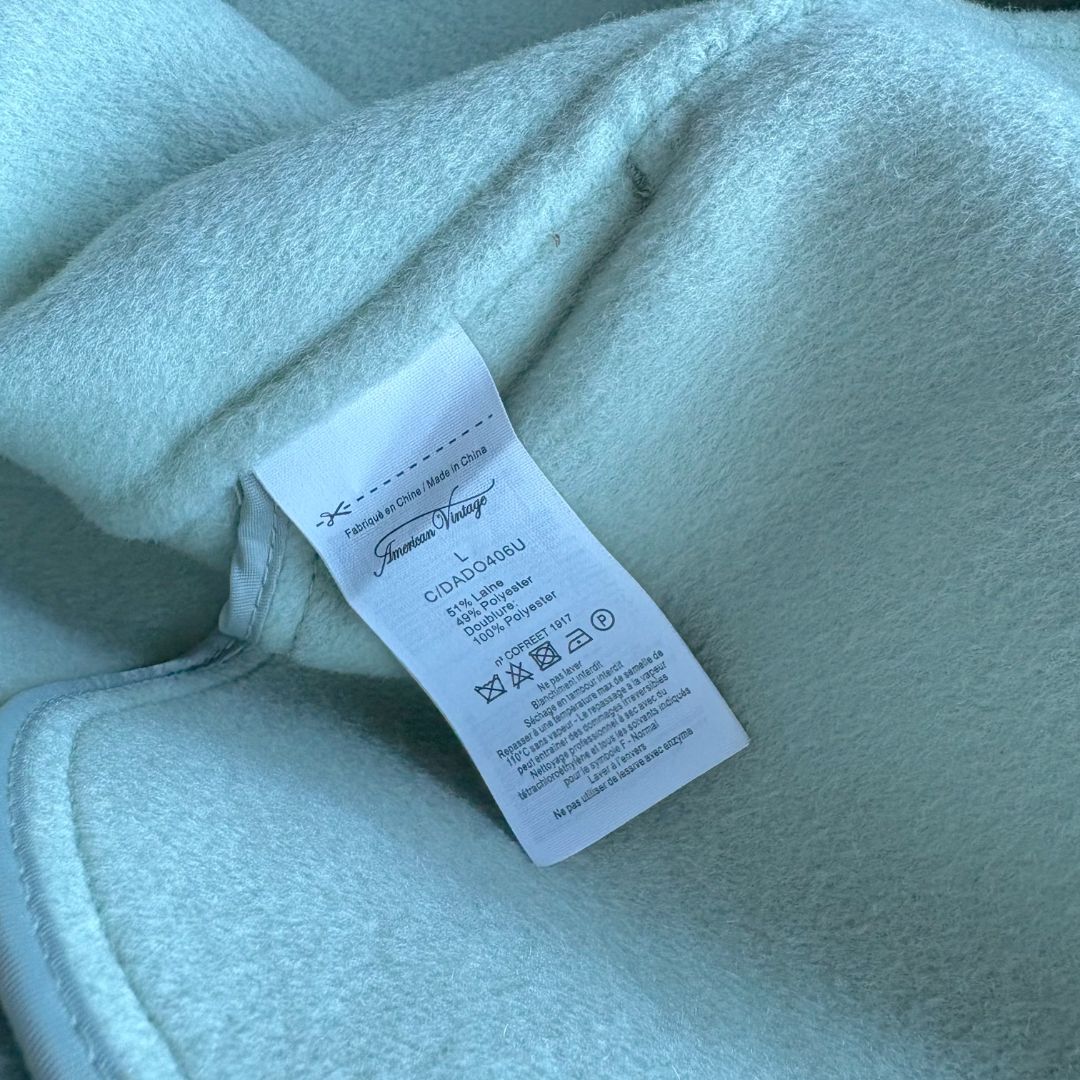 Fabriqué en Chine / Made in China
American Vintage
L
C/DADO406U
51% Laine
49% Polyester
Doublure:
100% Polyester
n° COFREET 1917
P
Ne pas laver
Blanchiment interdit
Séchage en tambour interdit
Repasser à une température max de semelle de
110°C sans vapeur - Le repassage à la vapeur
peut entraîner des dommages irréversibles
Nettoyage professionnel à sec avec du
tétrachloroéthylène et tous les solvants indiqués
pour le symbole F - Normal
Laver à l'envers
Ne pas utiliser de lessive avec enzyme